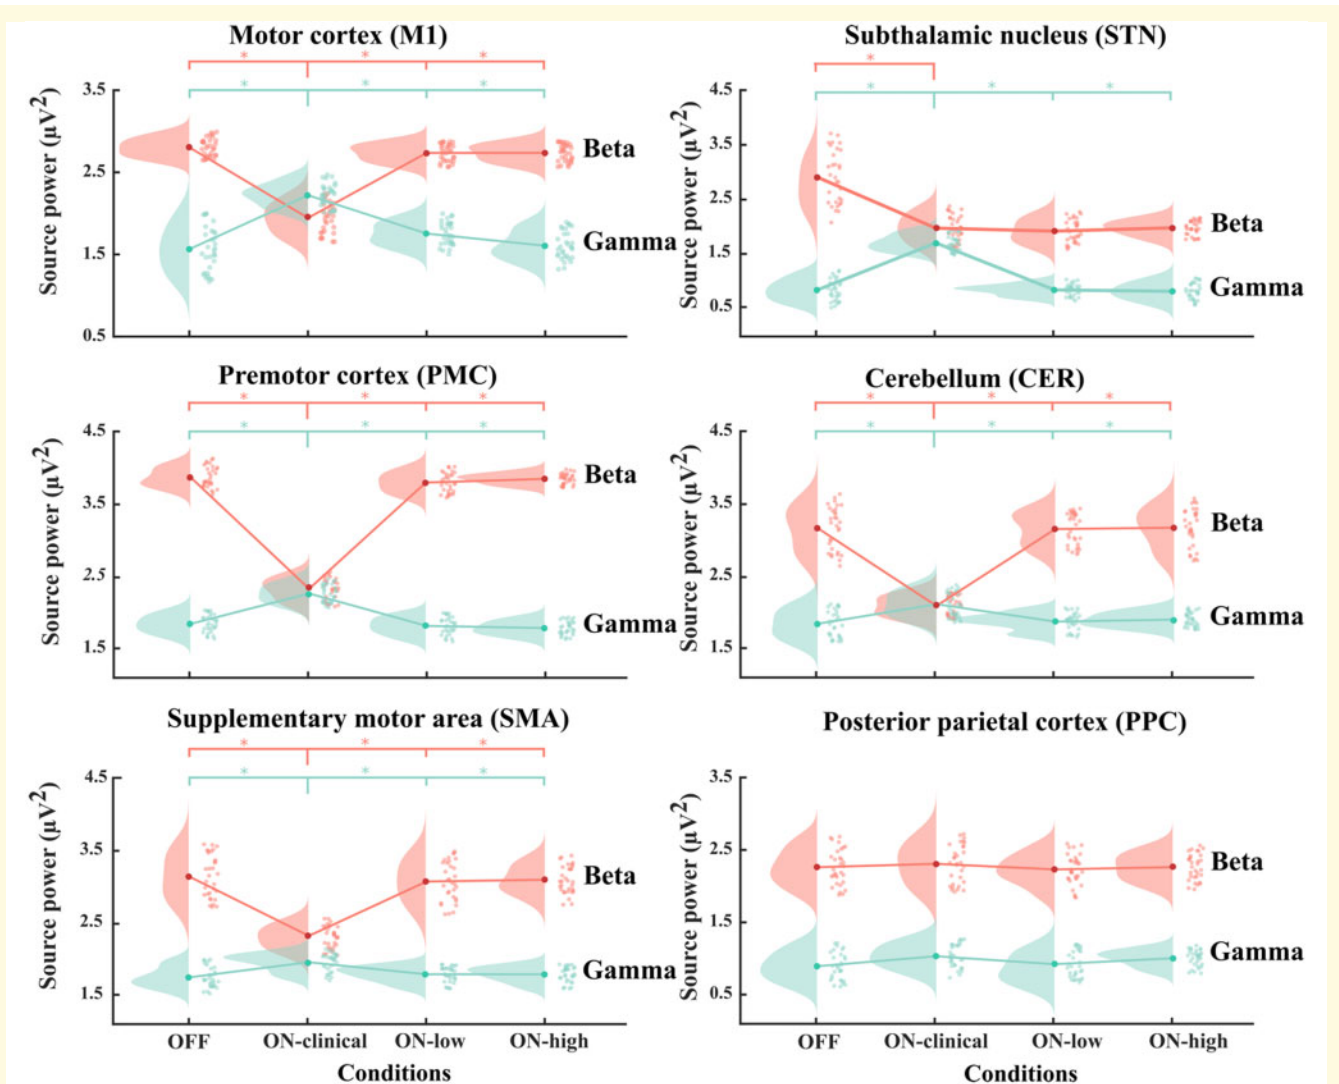 Motor cortex (M1)
* * *
* * *
Source power (µV2)
3.5
2.5
1.5
0.5
Beta
Gamma
Subthalamic nucleus (STN)
*
* * *
Source power (µV2)
4.5
3.5
2.5
1.5
0.5
Beta
Gamma
Premotor cortex (PMC)
* * *
* * *
Source power (µV2)
4.5
3.5
2.5
1.5
Beta
Gamma
Cerebellum (CER)
* * *
* * *
Source power (µV2)
4.5
3.5
2.5
1.5
Beta
Gamma
Supplementary motor area (SMA)
* * *
* * *
Source power (µV2)
4.5
3.5
2.5
1.5
Beta
Gamma
OFF ON-clinical ON-low ON-high
Conditions
Posterior parietal cortex (PPC)
Source power (µV2)
3.5
2.5
1.5
0.5
Beta
Gamma
OFF ON-clinical ON-low ON-high
Conditions